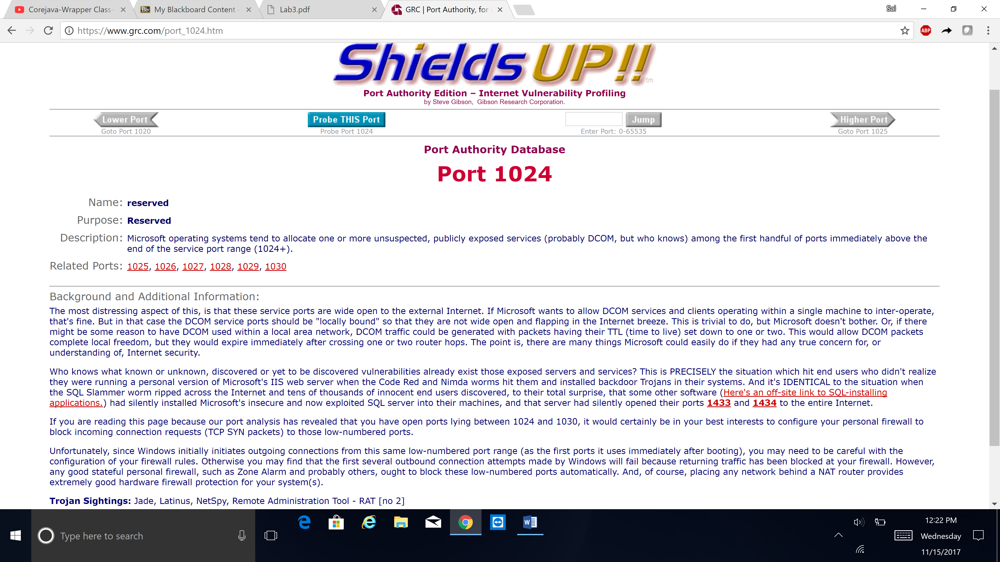 Corejava-Wrapper Class-
My Blackboard Content -
Lab3.pdf
GRC | Port Authority, for
Sai
https://www.grc.com/port_1024.htm
ABP
ShieldsUP!!
tm
Port Authority Edition – Internet Vulnerability Profiling
by Steve Gibson, Gibson Research Corporation.
Lower Port
Goto Port 1020
Probe THIS Port
Probe Port 1024
Jump
Enter Port: 0-65535
Higher Port
Goto Port 1025
Port Authority Database
Port 1024
Name: reserved
Purpose: Reserved
Description: Microsoft operating systems tend to allocate one or more unsuspected, publicly exposed services (probably DCOM, but who knows) among the first handful of ports immediately above the
end of the service port range (1024+).
Related Ports: 1025, 1026, 1027, 1028, 1029, 1030
Background and Additional Information:
The most distressing aspect of this, is that these service ports are wide open to the external Internet. If Microsoft wants to allow DCOM services and clients operating within a single machine to inter-operate,
that's fine. But in that case the DCOM service ports should be "locally bound" so that they are not wide open and flapping in the Internet breeze. This is trivial to do, but Microsoft doesn't bother. Or, if there
might be some reason to have DCOM used within a local area network, DCOM traffic could be generated with packets having their TTL (time to live) set down to one or two. This would allow DCOM packets
complete local freedom, but they would expire immediately after crossing one or two router hops. The point is, there are many things Microsoft could easily do if they had any true concern for, or
understanding of, Internet security.
Who knows what known or unknown, discovered or yet to be discovered vulnerabilities already exist those exposed servers and services? This is PRECISELY the situation which hit end users who didn't realize
they were running a personal version of Microsoft's IIS web server when the Code Red and Nimda worms hit them and installed backdoor Trojans in their systems. And it's IDENTICAL to the situation when
the SQL Slammer worm ripped across the Internet and tens of thousands of innocent end users discovered, to their total surprise, that some other software (Here's an off-site link to SQL-installing
applications.) had silently installed Microsoft's insecure and now exploited SQL server into their machines, and that server had silently opened their ports 1433 and 1434 to the entire Internet.
If you are reading this page because our port analysis has revealed that you have open ports lying between 1024 and 1030, it would certainly be in your best interests to configure your personal firewall to
block incoming connection requests (TCP SYN packets) to those low-numbered ports.
Unfortunately, since Windows initially initiates outgoing connections from this same low-numbered port range (as the first ports it uses immediately after booting), you may need to be careful with the
configuration of your firewall rules. Otherwise you may find that the first several outbound connection attempts made by Windows will fail because returning traffic has been blocked at your firewall. However,
any good stateful personal firewall, such as Zone Alarm and probably others, ought to block these low-numbered ports automatically. And, of course, placing any network behind a NAT router provides
extremely good hardware firewall protection for your system(s).
Trojan Sightings: Jade, Latinus, NetSpy, Remote Administration Tool - RAT [no 2]
Type here to search
12:22 PM
Wednesday
11/15/2017